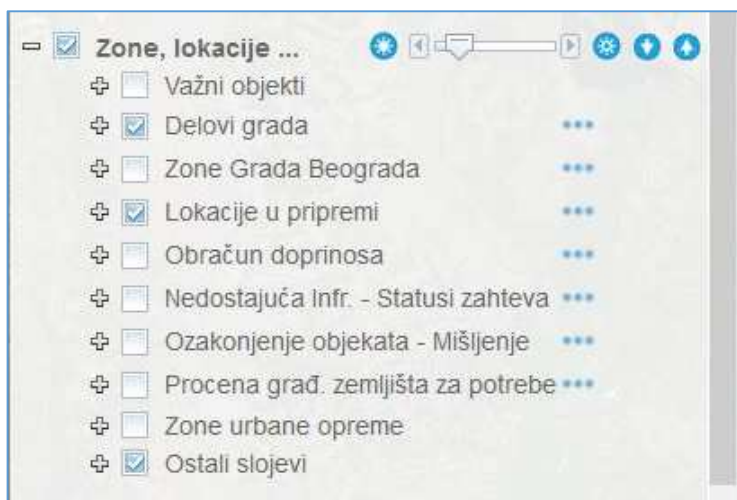 Zone, lokacije ...
Važni objekti
Delovi grada
Zone Grada Beograda
Lokacije u pripremi
Obračun doprinosa
Nedostajuća Infr. - Statusi zahteva
Ozakonjenje objekata - Mišljenje
Procena građ. zemljišta za potrebe
Zone urbane opreme
Ostali slojevi